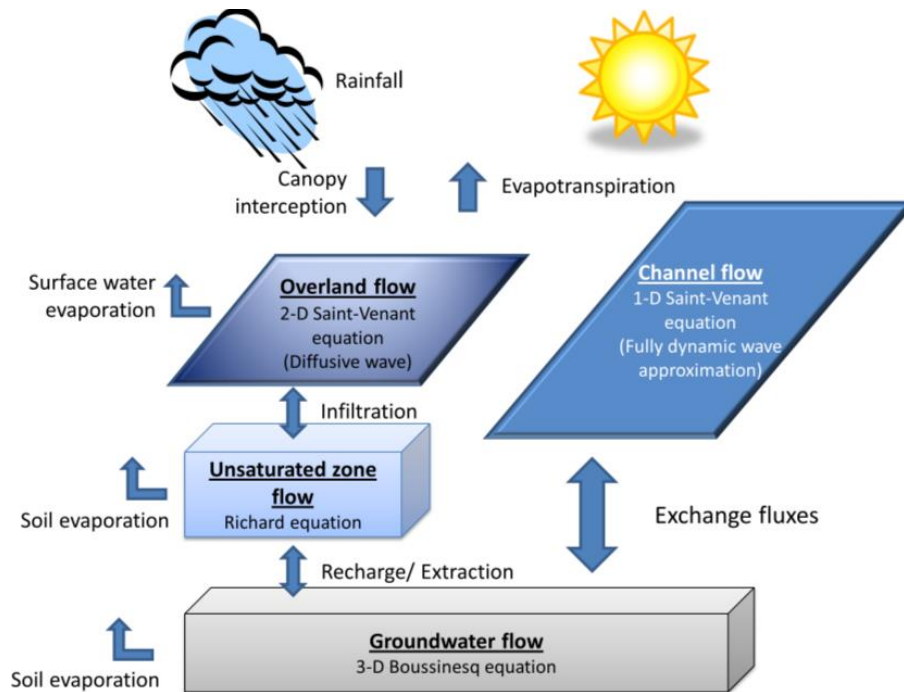 Rainfall
Canopy
interception
Evapotranspiration
Surface water
evaporation
Overland flow
2-D Saint-Venant
equation
(Diffusive wave)
Channel flow
1-D Saint-Venant
equation
(Fully dynamic wave
approximation)
Infiltration
Unsaturated zone
flow
Richard equation
Soil evaporation
Exchange fluxes
Recharge/ Extraction
Groundwater flow
3-D Boussinesq equation
Soil evaporation